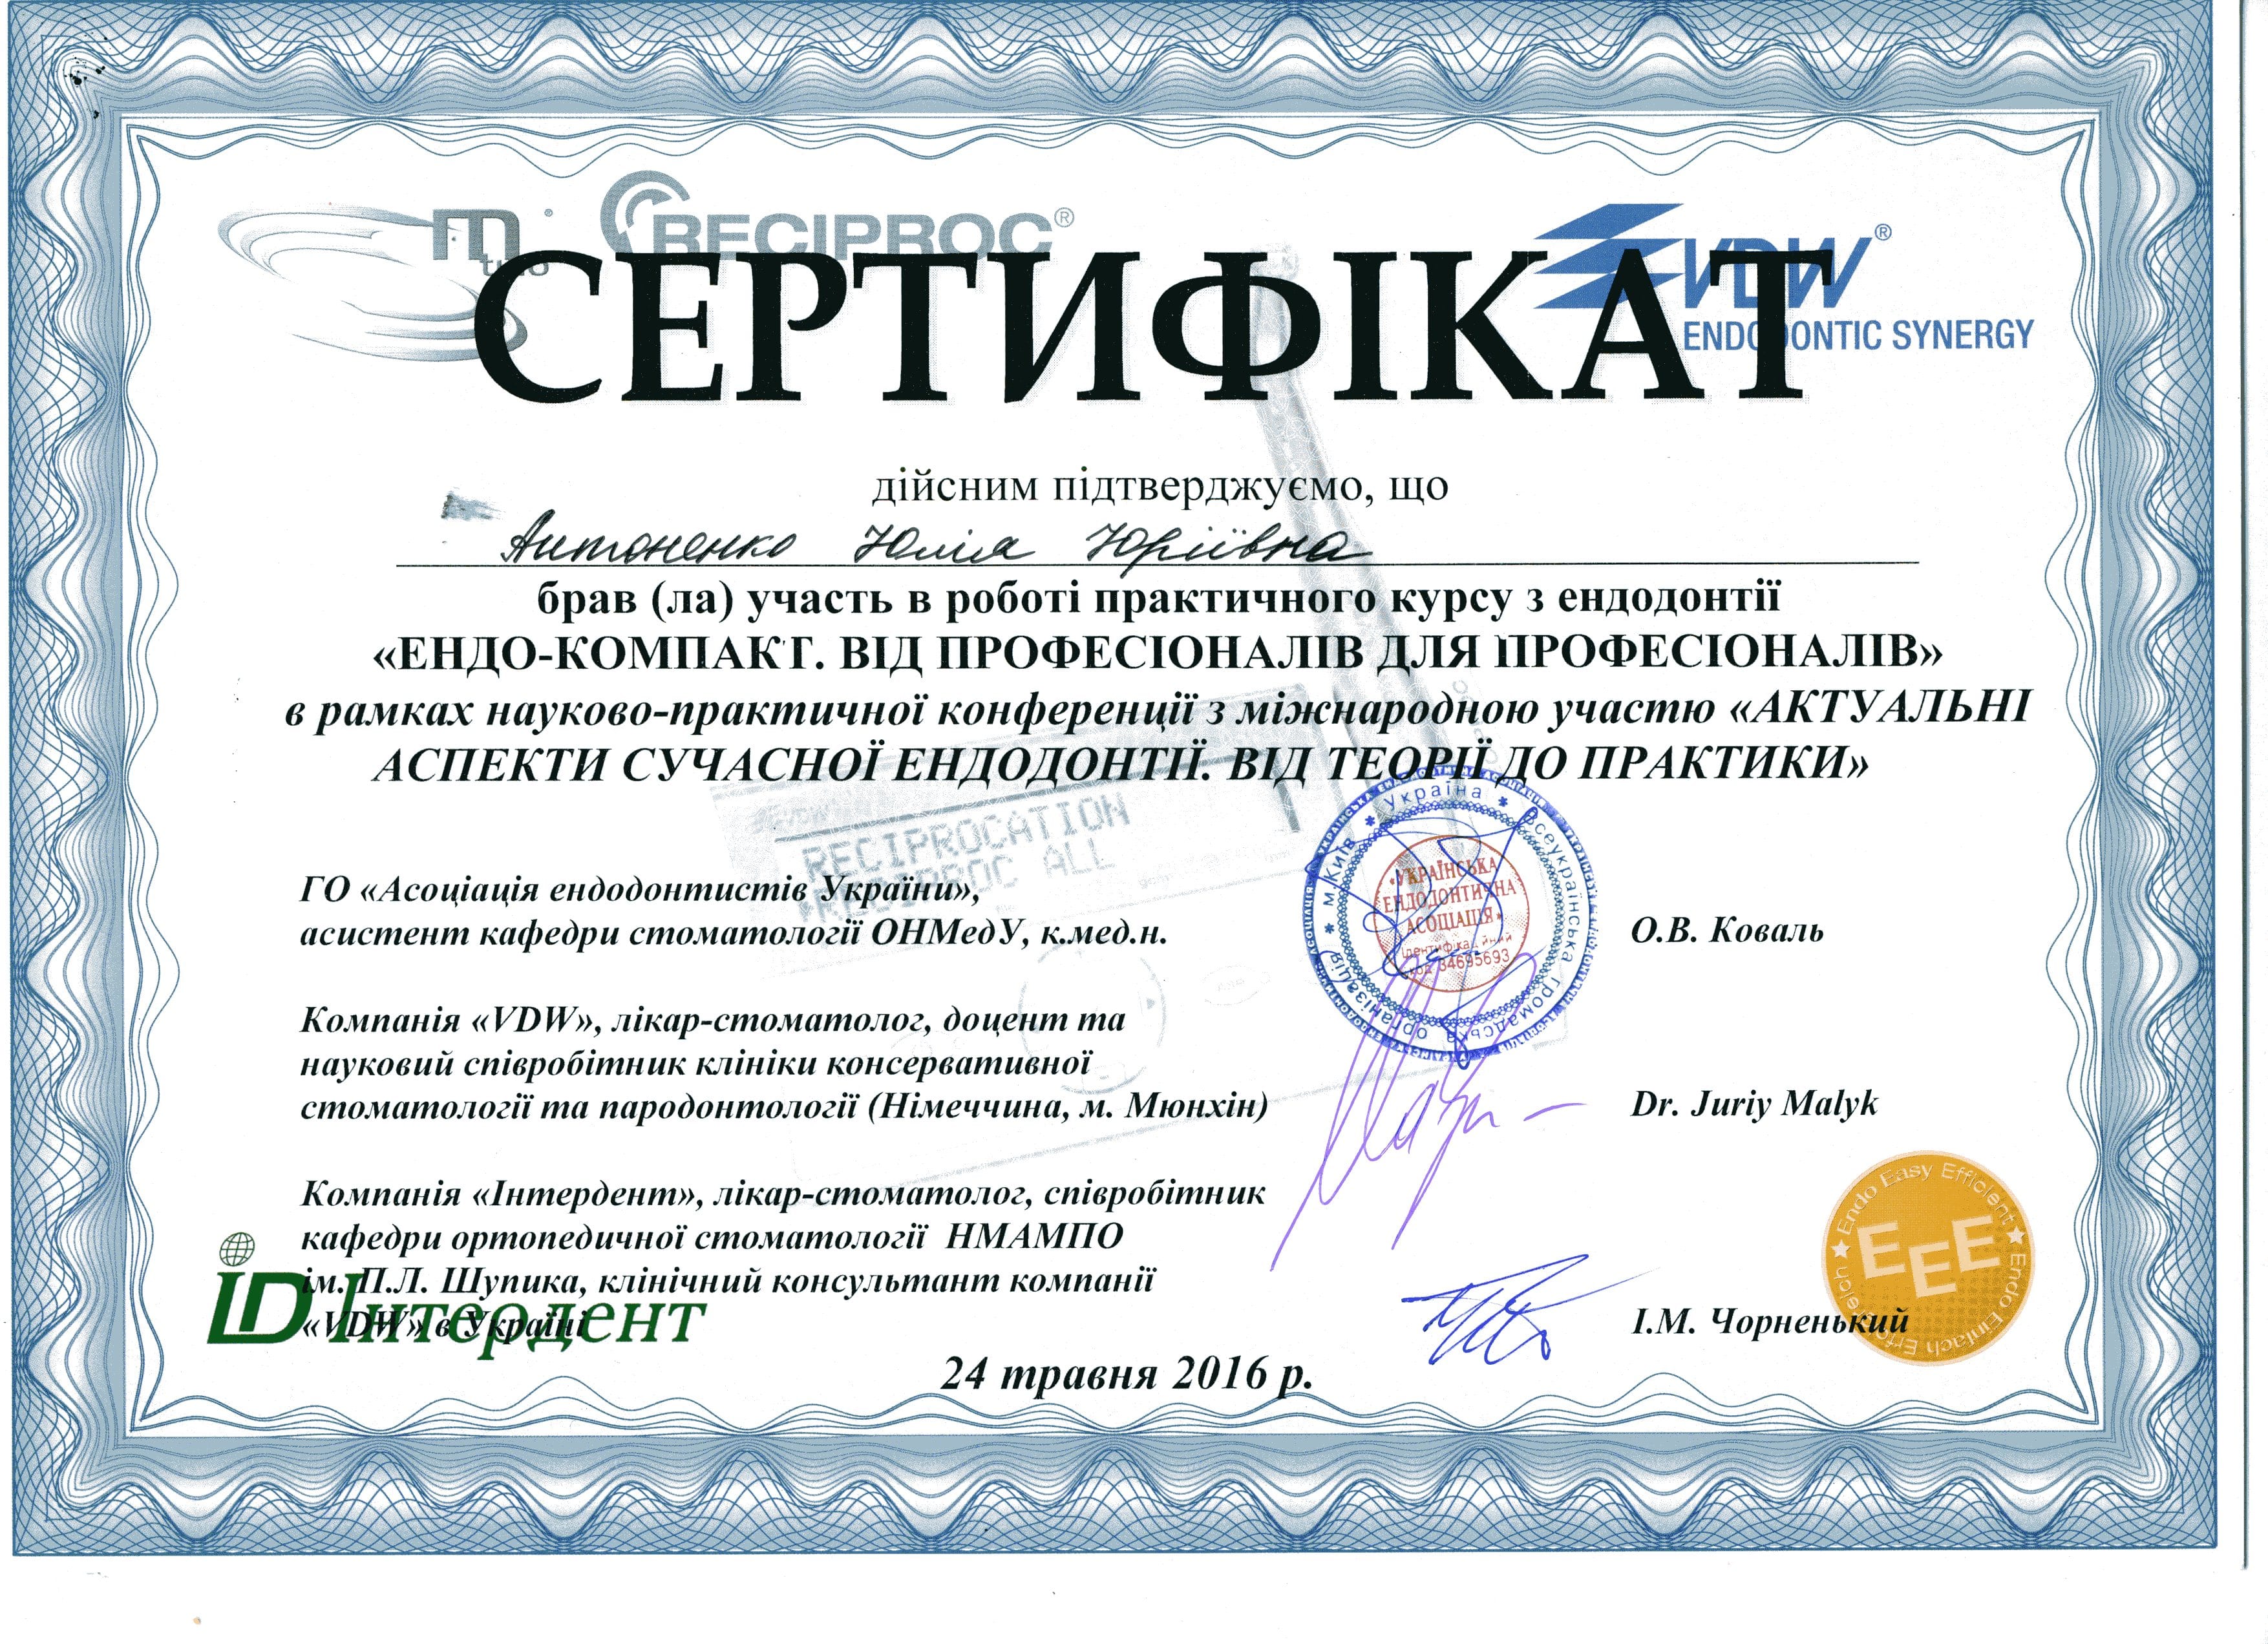 mtwo®
RECIPROC®
VDW®
ENDODONTIC SYNERGY
СЕРТИФІКАТ
дійсним підтверджуємо, що
Антоненко Юлія Юріївна
брав (ла) участь в роботі практичного курсу з ендодонтії
«ЕНДО-КОМПАКТ. ВІД ПРОФЕСІОНАЛІВ ДЛЯ ПРОФЕСІОНАЛІВ»
в рамках науково-практичної конференції з міжнародною участю «АКТУАЛЬНІ
АСПЕКТИ СУЧАСНОЇ ЕНДОДОНТІЇ. ВІД ТЕОРІЇ ДО ПРАКТИКИ»
VDW
RECIPROCATION
RECIPROC ALL
ГО «Асоціація ендодонтистів України»,
асистент кафедри стоматології ОНМедУ, к.мед.н.
О.В. Коваль
Україна * Всеукраїнська громадська організація * м.Київ *
«УКРАЇНСЬКА
ЕНДОДОНТИЧНА
АСОЦІАЦІЯ»
Ідентифікаційний
код 34695693
Компанія «VDW», лікар-стоматолог, доцент та
науковий співробітник клініки консервативної
стоматології та пародонтології (Німеччина, м. Мюнхін)
Dr. Juriy Malyk
Компанія «Інтердент», лікар-стоматолог, співробітник
кафедри ортопедичної стоматології НМАМПО
ім. П.Л. Шупика, клінічний консультант компанії
«VDW» в Україні
І.М. Чорненький
ID Інтердент
Endo Easy Efficient ★ Endo Einfach Erfolgreich ★
EEE
24 травня 2016 р.